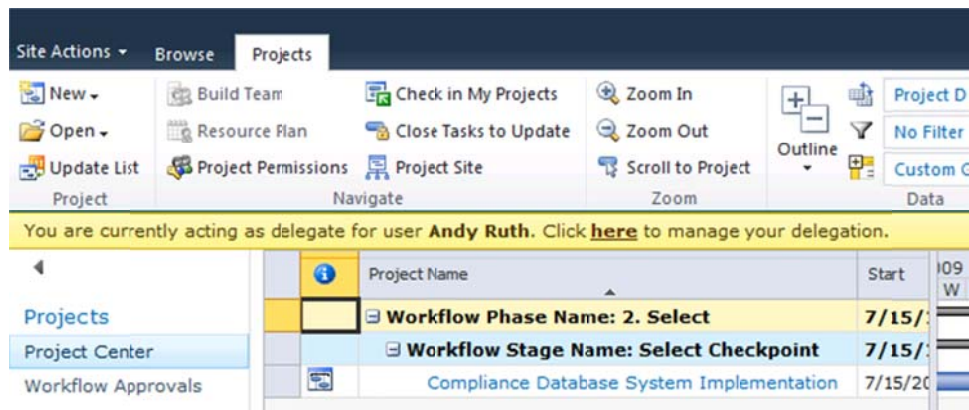 Site Actions Browse Projects
New Build Team Check in My Projects Zoom In Project D
Open Resource Plan Close Tasks to Update Zoom Out Outline No Filter
Update List Project Permissions Project Site Scroll to Project Custom G
Project Navigate Zoom Data
You are currently acting as delegate for user Andy Ruth. Click here to manage your delegation.
Project Name Start 009
W
Projects Workflow Phase Name: 2. Select 7/15/
Project Center Workflow Stage Name: Select Checkpoint 7/15/
Workflow Approvals Compliance Database System Implementation 7/15/20